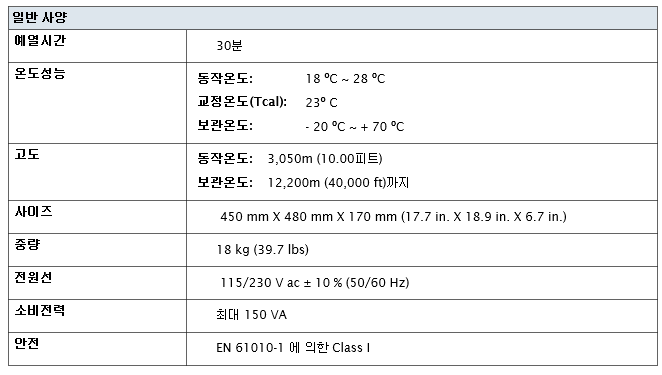 일반 사양
예열시간 30분
온도성능 동작온도: 18 ºC ~ 28 ºC
교정온도(Tcal): 23º C
보관온도: - 20 ºC ~ + 70 ºC
고도 동작온도: 3,050m (10.00피트)
보관온도: 12,200m (40,000 ft)까지
사이즈 450 mm X 480 mm X 170 mm (17.7 in. X 18.9 in. X 6.7 in.)
중량 18 kg (39.7 lbs)
전원선 115/230 V ac ± 10 % (50/60 Hz)
소비전력 최대 150 VA
안전 EN 61010-1 에 의한 Class I